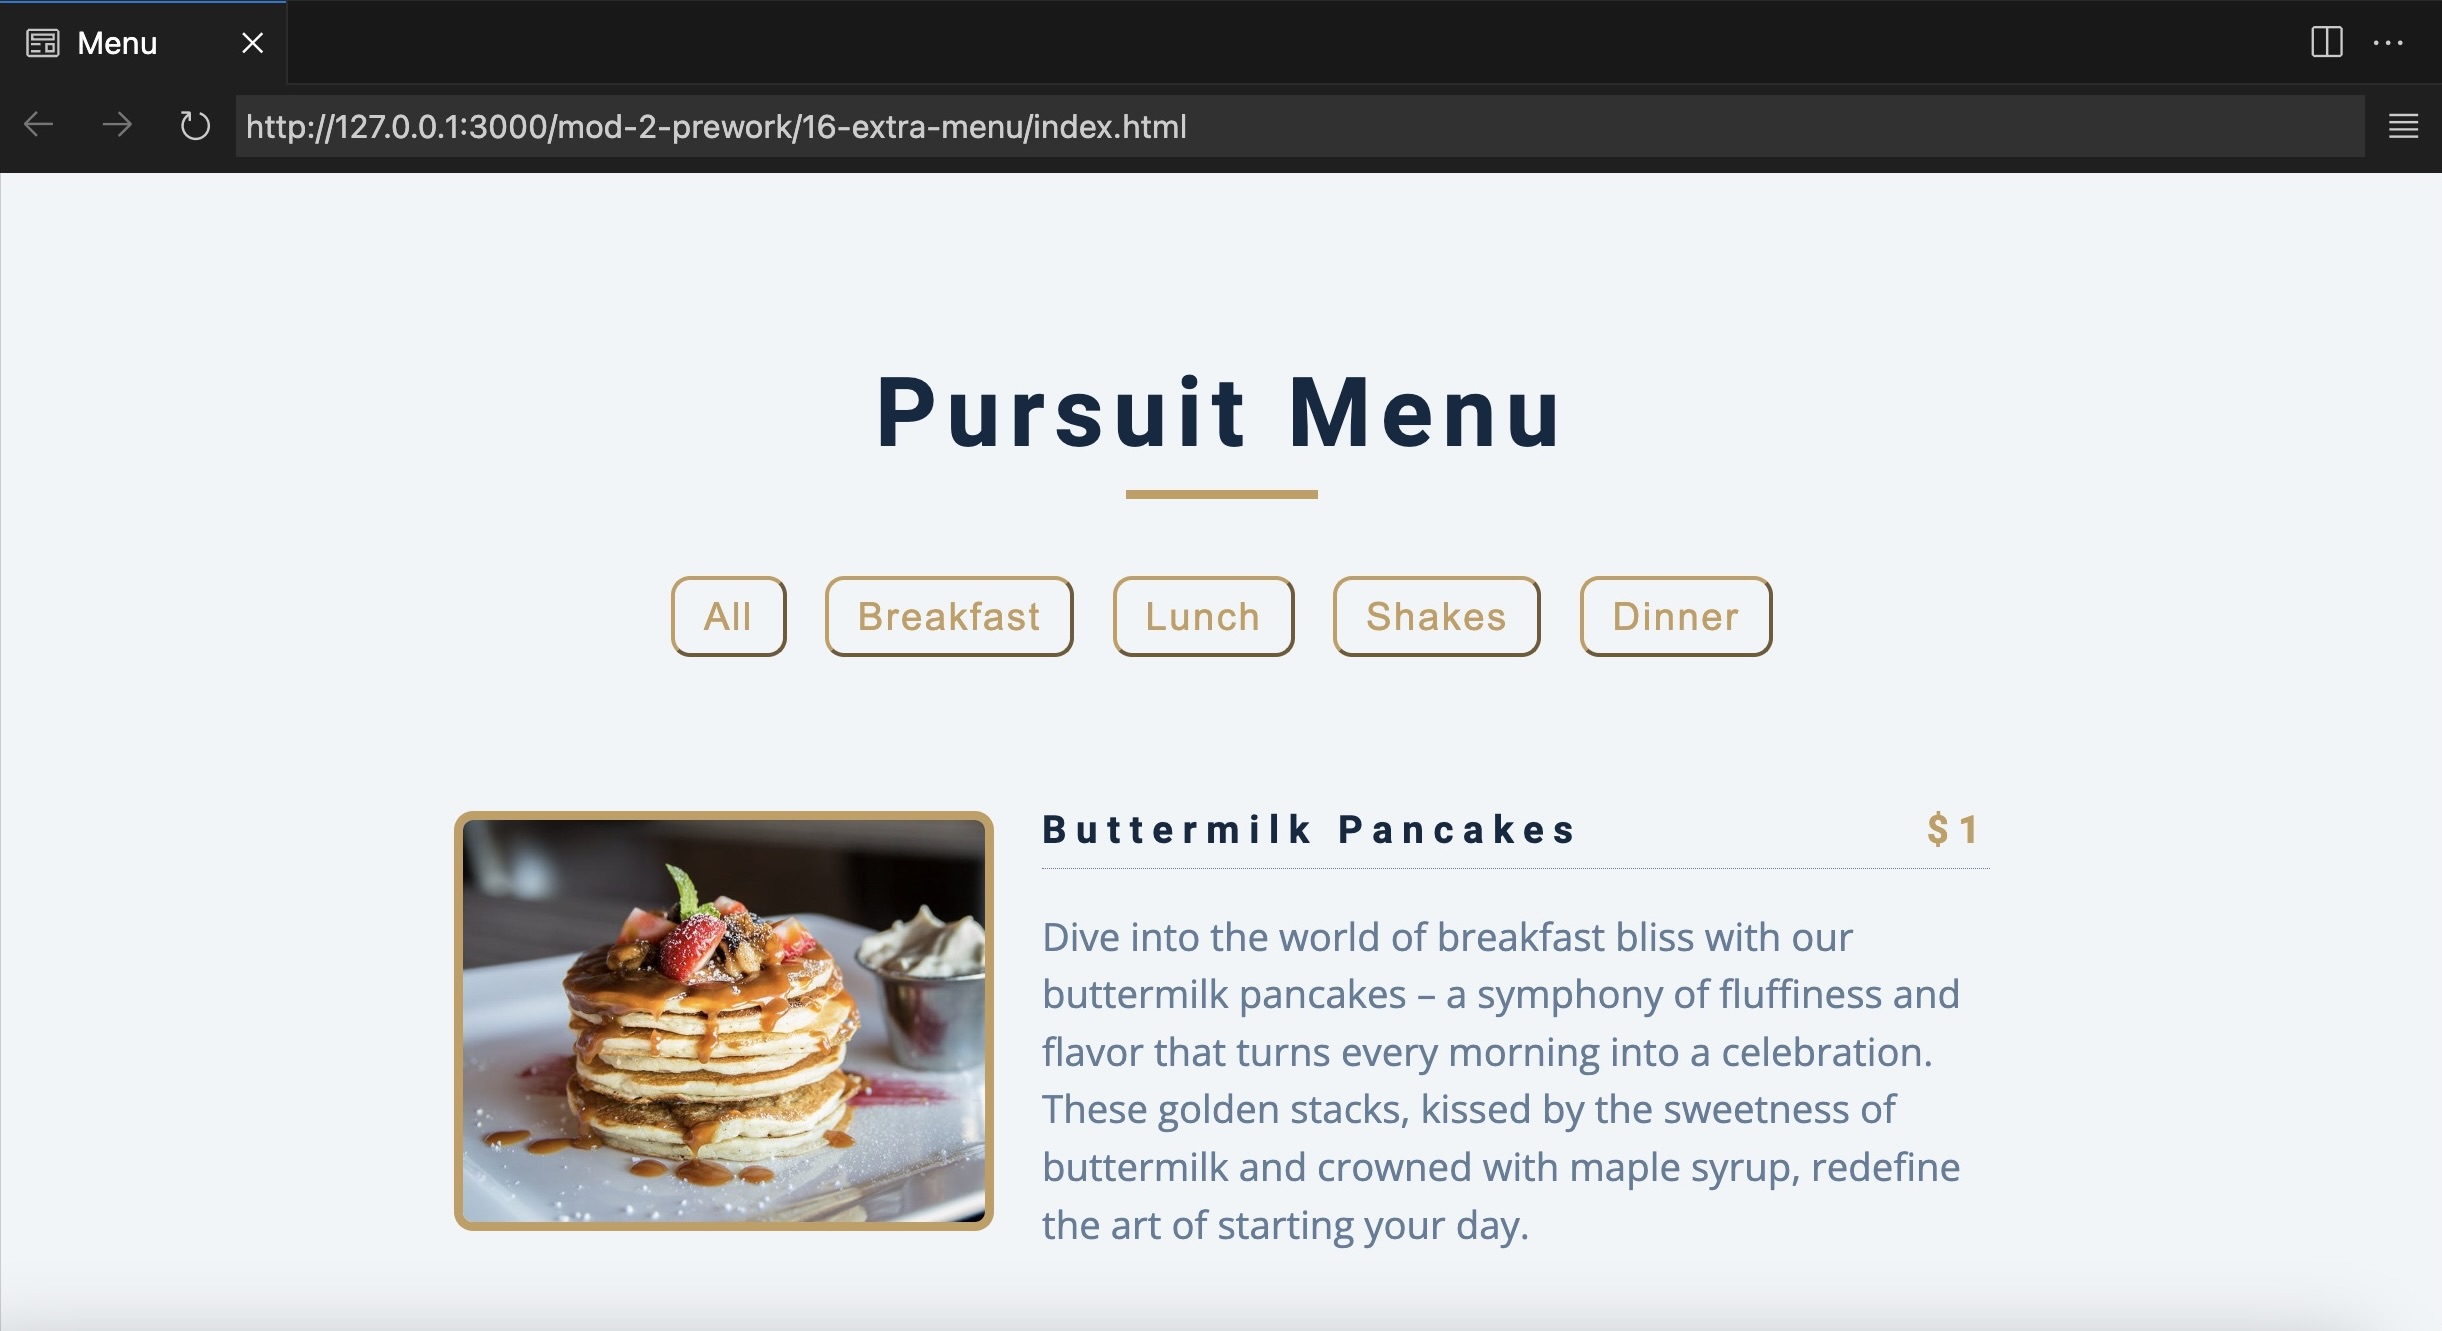 Menu
http://127.0.0.1:3000/mod-2-prework/16-extra-menu/index.html
Pursuit Menu
All Breakfast Lunch Shakes Dinner
Buttermilk Pancakes $1
Dive into the world of breakfast bliss with our
buttermilk pancakes – a symphony of fluffiness and
flavor that turns every morning into a celebration.
These golden stacks, kissed by the sweetness of
buttermilk and crowned with maple syrup, redefine
the art of starting your day.